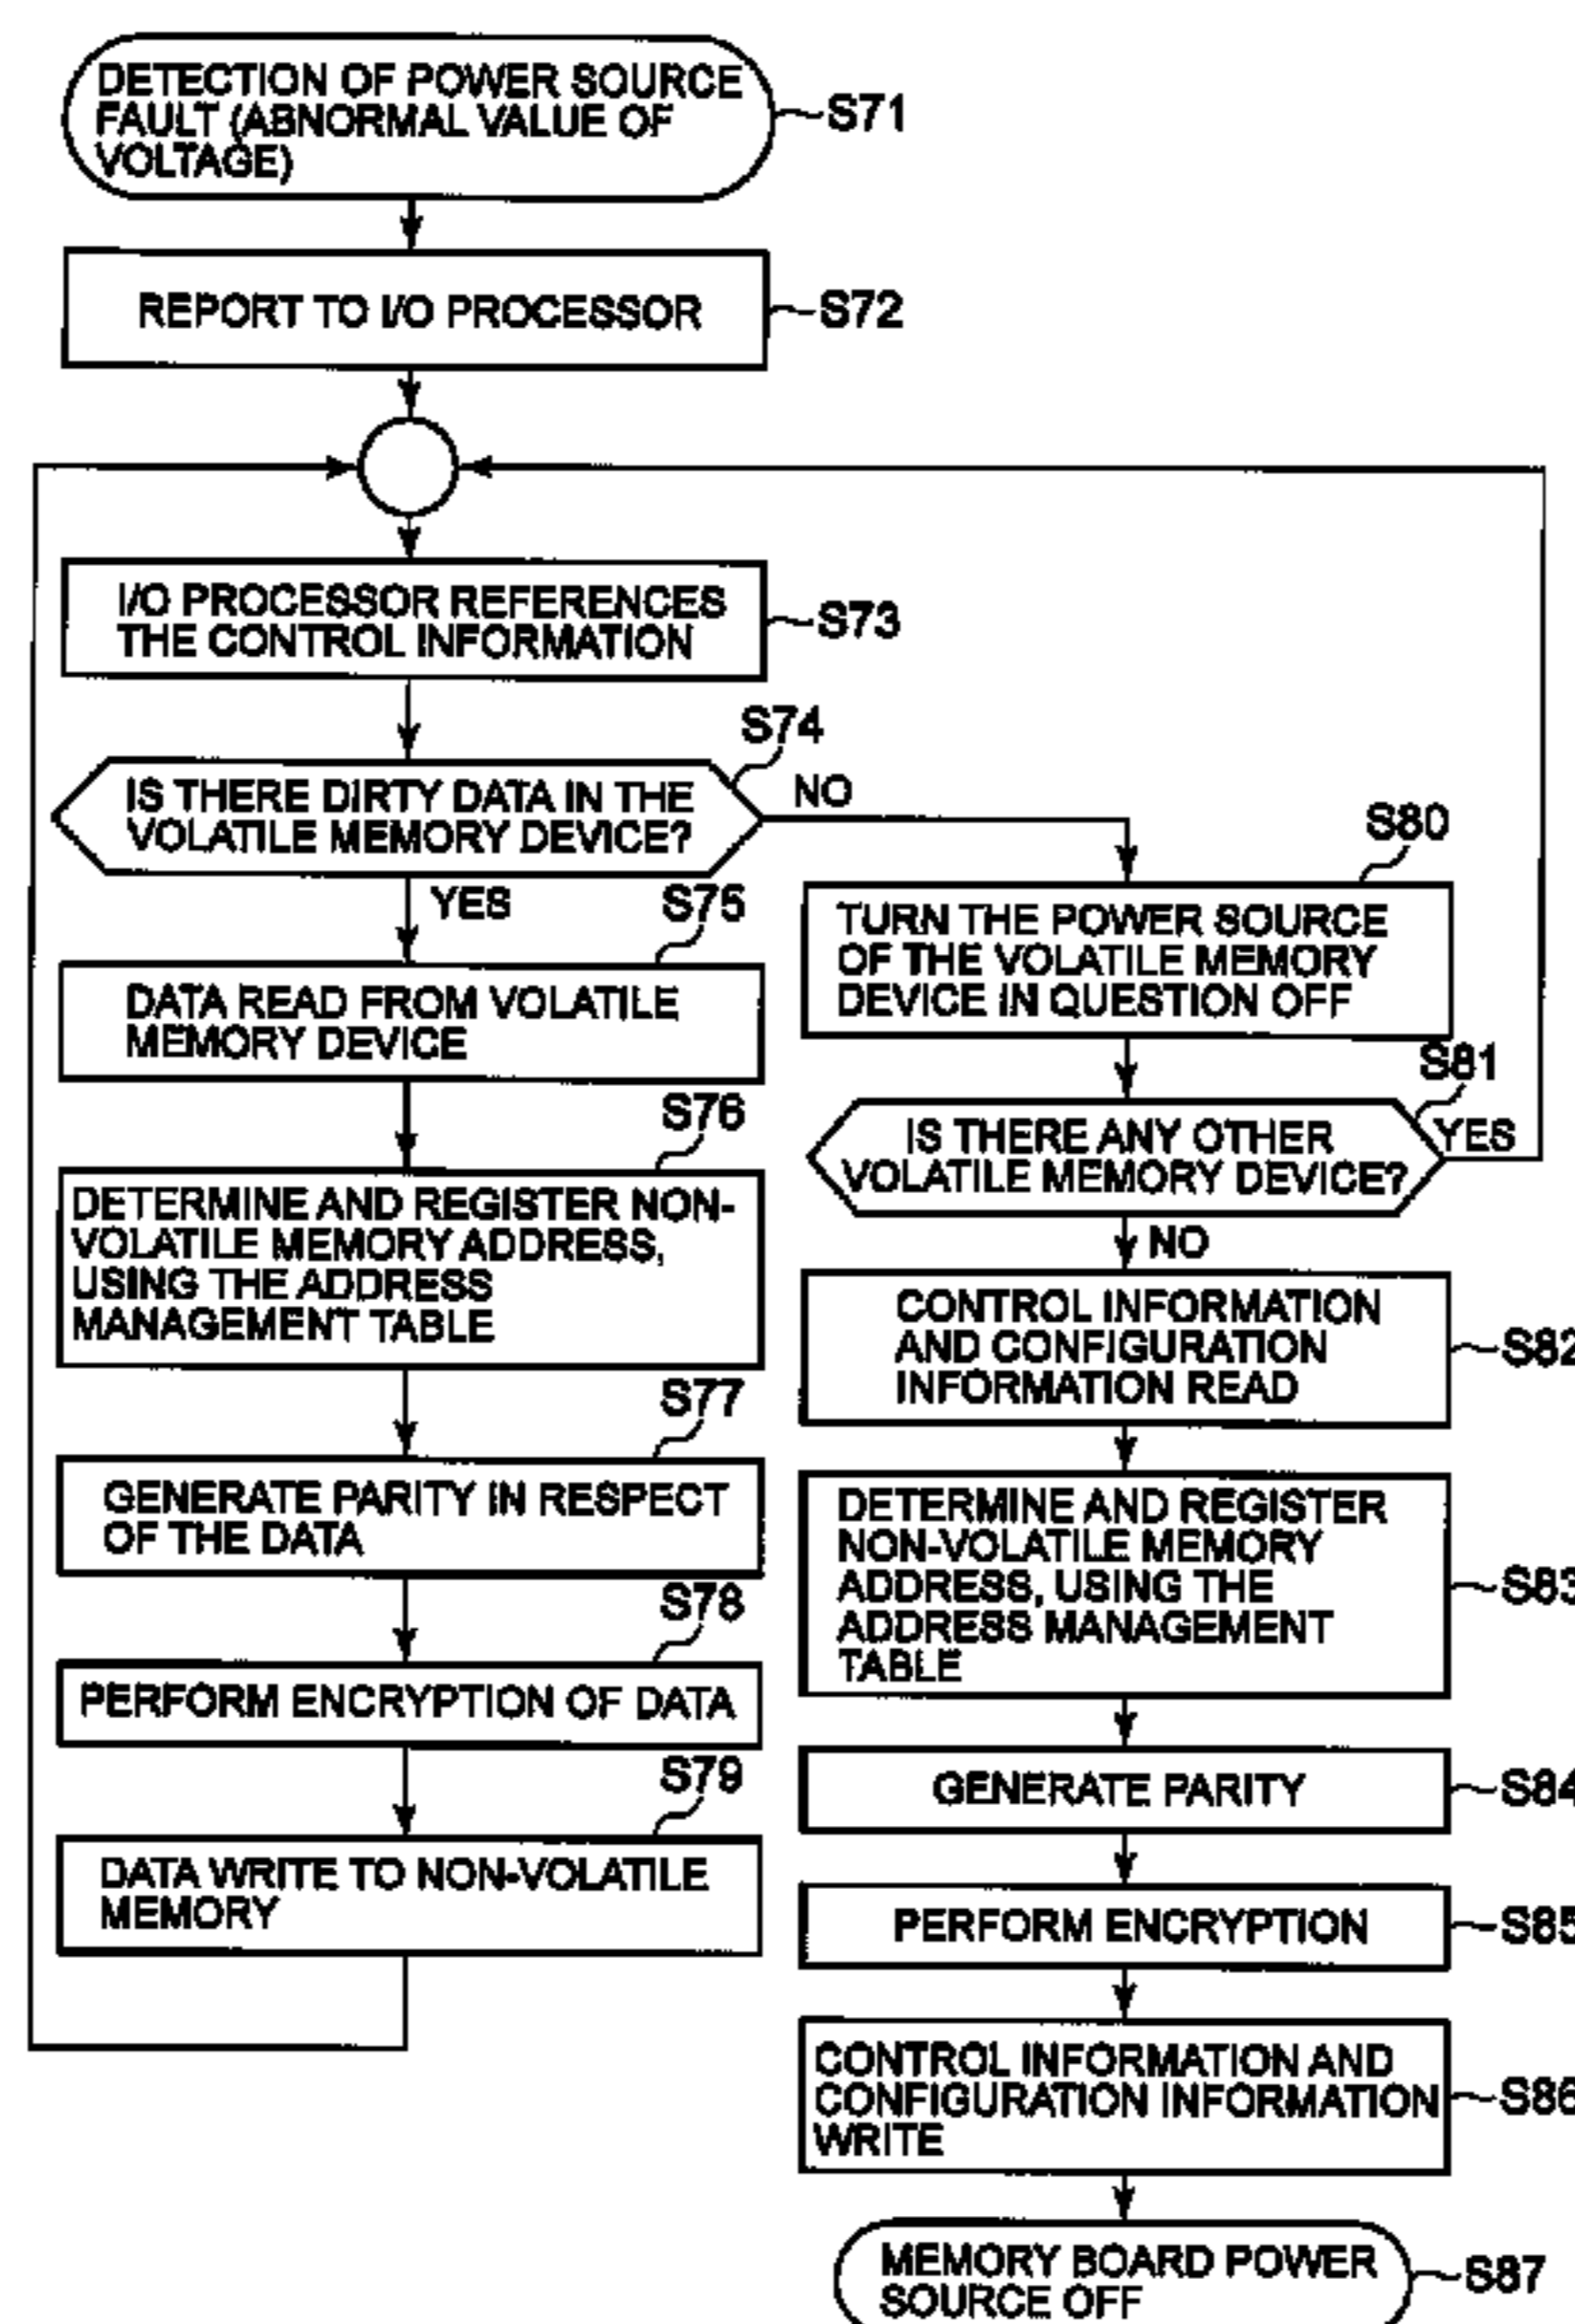 DETECTION OF POWER SOURCE
FAULT (ABNORMAL VALUE OF
VOLTAGE)
S71
REPORT TO I/O PROCESSOR
S72
I/O PROCESSOR REFERENCES
THE CONTROL INFORMATION
S73
S74
IS THERE DIRTY DATA IN THE
VOLATILE MEMORY DEVICE?
NO
YES
S75
DATA READ FROM VOLATILE
MEMORY DEVICE
S76
DETERMINE AND REGISTER NON-
VOLATILE MEMORY ADDRESS,
USING THE ADDRESS
MANAGEMENT TABLE
S77
GENERATE PARITY IN RESPECT
OF THE DATA
S78
PERFORM ENCRYPTION OF DATA
S79
DATA WRITE TO NON-VOLATILE
MEMORY
S80
TURN THE POWER SOURCE
OF THE VOLATILE MEMORY
DEVICE IN QUESTION OFF
S81
IS THERE ANY OTHER
VOLATILE MEMORY DEVICE?
YES
NO
CONTROL INFORMATION
AND CONFIGURATION
INFORMATION READ
S82
DETERMINE AND REGISTER
NON-VOLATILE MEMORY
ADDRESS, USING THE
ADDRESS MANAGEMENT
TABLE
S83
GENERATE PARITY
S84
PERFORM ENCRYPTION
S85
CONTROL INFORMATION AND
CONFIGURATION INFORMATION
WRITE
S86
MEMORY BOARD POWER
SOURCE OFF
S87